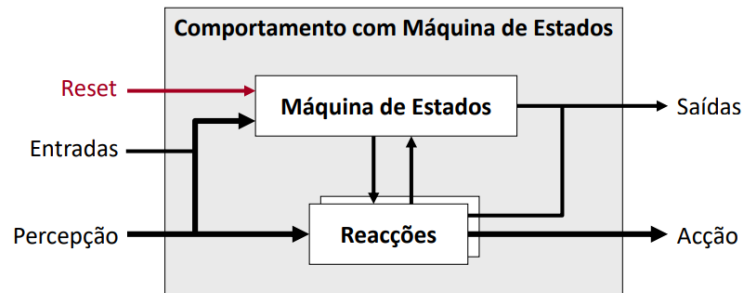 Comportamento com Máquina de Estados
Reset
Máquina de Estados
Saídas
Entradas
Percepção
Reacções
Acção